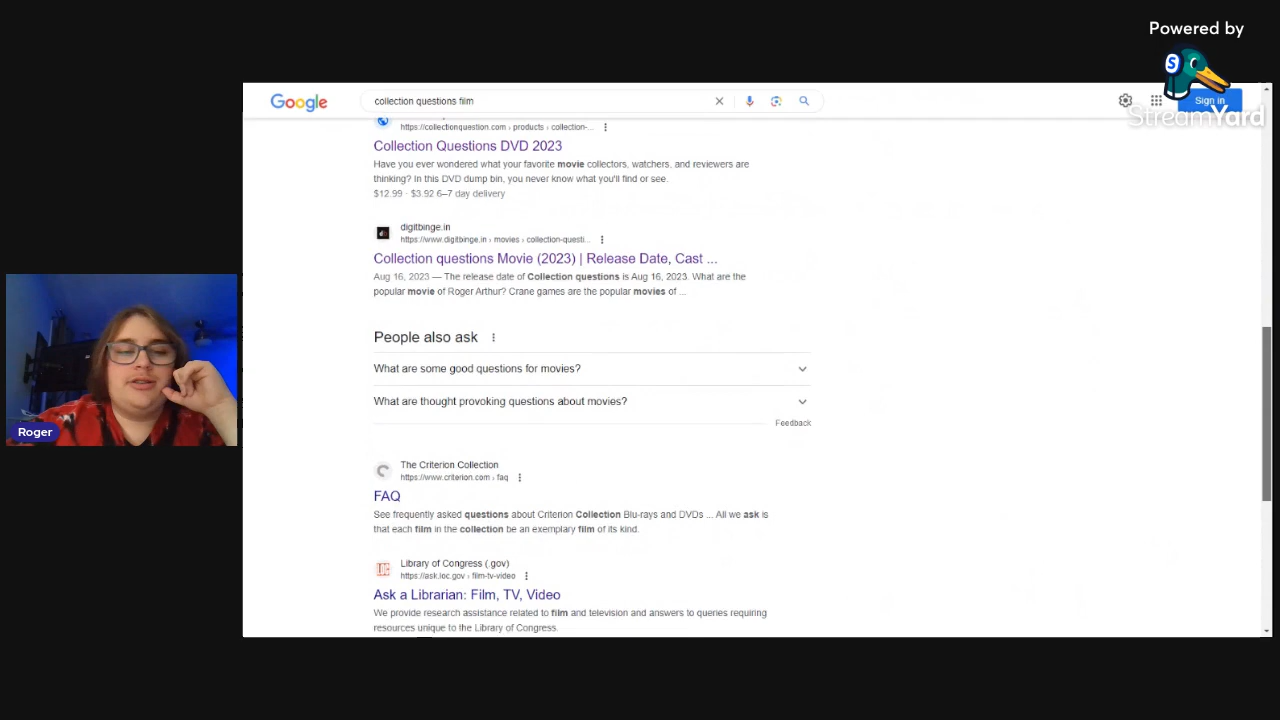 Powered by
S
StreamYard
Google
collection questions film
Sign in
https://collectionquestion.com › products › collection-...
Collection Questions DVD 2023
Have you ever wondered what your favorite movie collectors, watchers, and reviewers are
thinking? In this DVD dump bin, you never know what you'll find or see.
$12.99 · $3.92 6–7 day delivery
digitbinge.in
https://www.digitbinge.in › movies › collection-questi...
Collection questions Movie (2023) | Release Date, Cast ...
Aug 16, 2023 — The release date of Collection questions is Aug 16, 2023. What are the
popular movie of Roger Arthur? Crane games are the popular movies of ...
People also ask
What are some good questions for movies?
What are thought provoking questions about movies?
Feedback
The Criterion Collection
https://www.criterion.com › faq
FAQ
See frequently asked questions about Criterion Collection Blu-rays and DVDs ... All we ask is
that each film in the collection be an exemplary film of its kind.
Library of Congress (.gov)
https://ask.loc.gov › film-tv-video
Ask a Librarian: Film, TV, Video
We provide research assistance related to film and television and answers to queries requiring
resources unique to the Library of Congress.
Roger